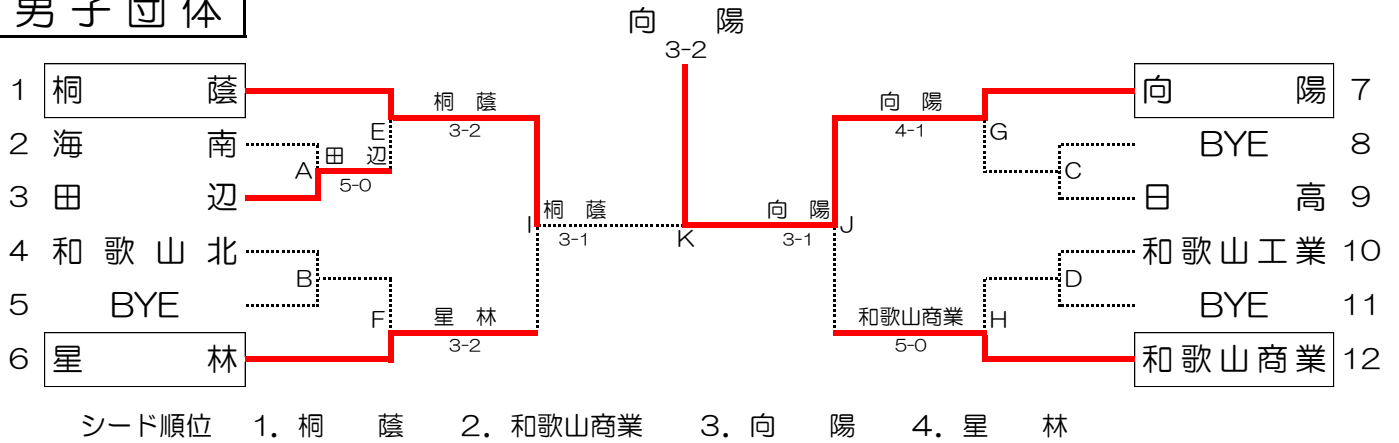 男子団体
向 陽
3-2
1 桐 蔭 桐 蔭 向 陽 向 陽 7
E 3-2 4-1 G
2 海 南 BYE 8
A 田 辺 C
5-0
3 田 辺 日 高 9
I 桐 蔭 向 陽 J
3-1 K 3-1
4 和歌山北 和歌山工業 10
B D
5 BYE BYE 11
F 星 林 和歌山商業 H
3-2 5-0
6 星 林 和歌山商業 12
シード順位 1. 桐 蔭 2. 和歌山商業 3. 向 陽 4. 星 林